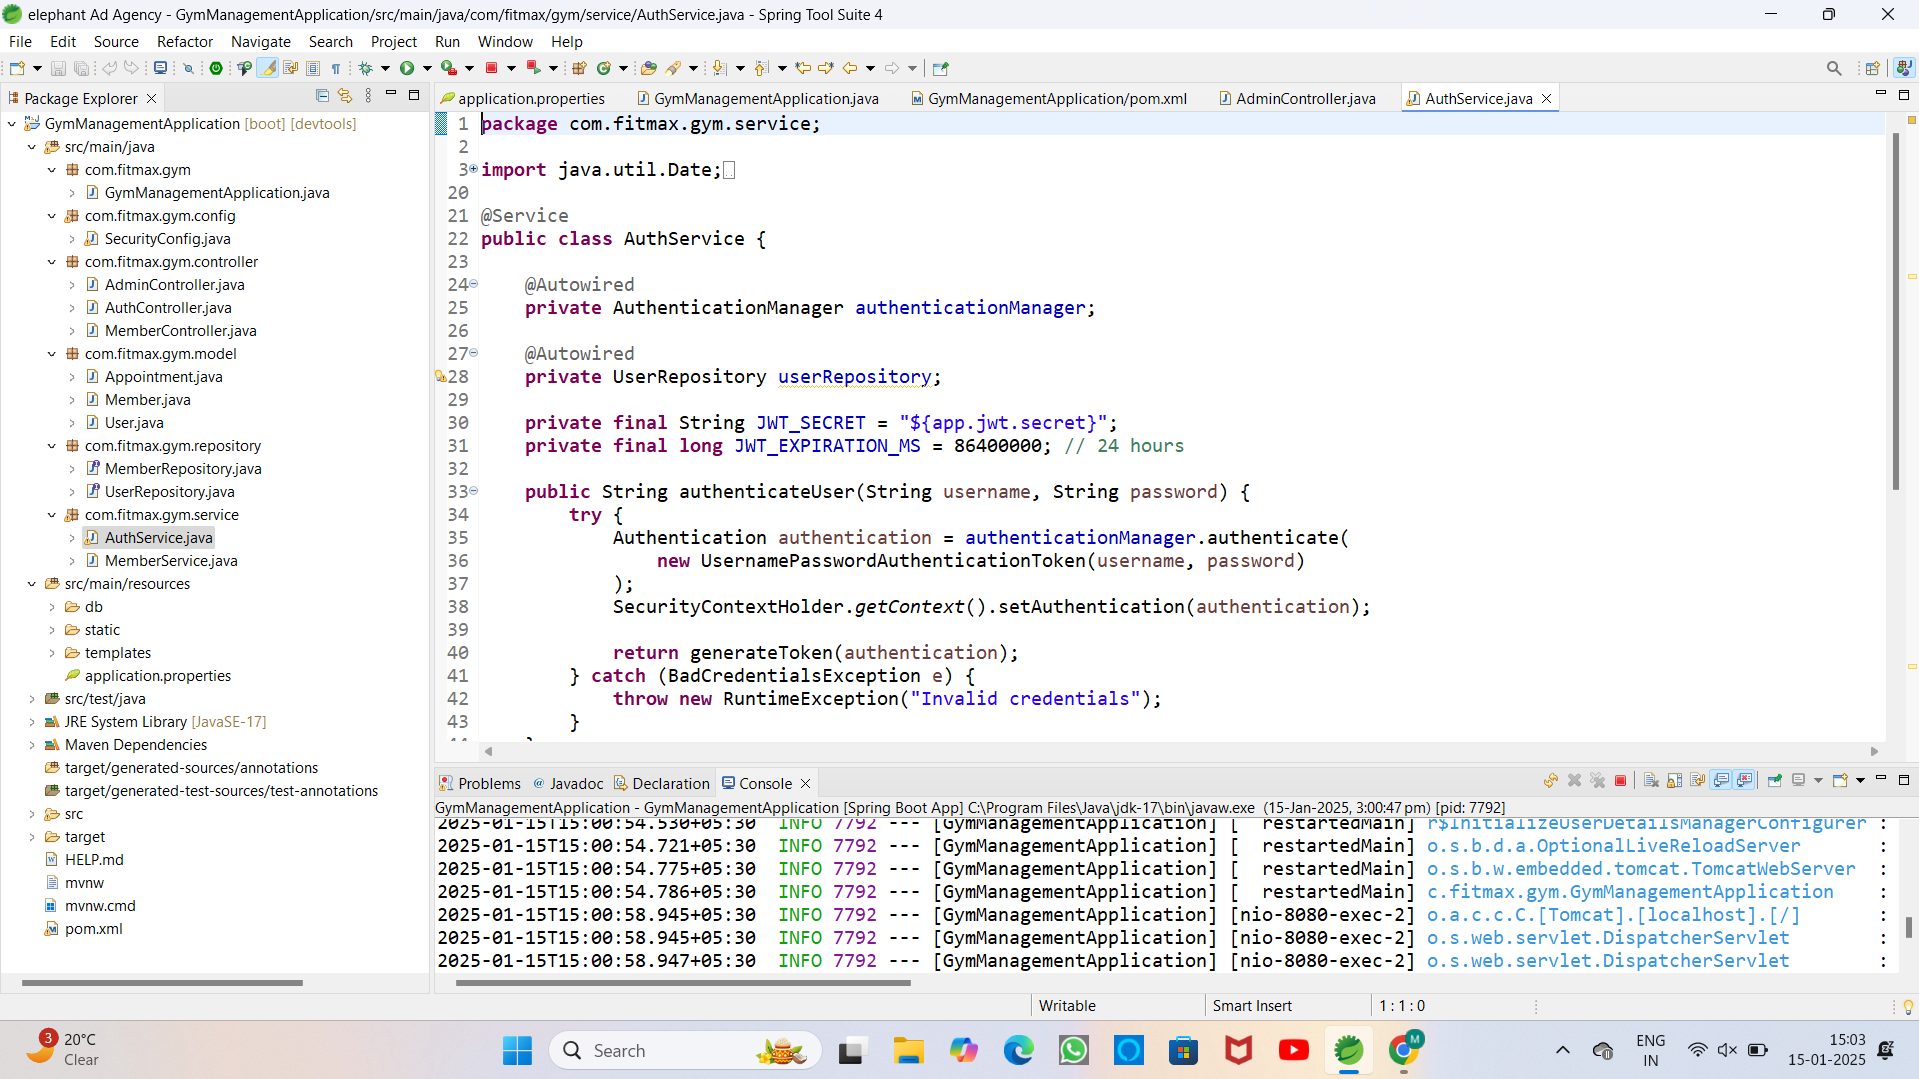 elephant Ad Agency - GymManagementApplication/src/main/java/com/fitmax/gym/service/AuthService.java - Spring Tool Suite 4
File Edit Source Refactor Navigate Search Project Run Window Help
Package Explorer
GymManagementApplication [boot] [devtools]
src/main/java
com.fitmax.gym
GymManagementApplication.java
com.fitmax.gym.config
SecurityConfig.java
com.fitmax.gym.controller
AdminController.java
AuthController.java
MemberController.java
com.fitmax.gym.model
Appointment.java
Member.java
User.java
com.fitmax.gym.repository
MemberRepository.java
UserRepository.java
com.fitmax.gym.service
AuthService.java
MemberService.java
src/main/resources
db
static
templates
application.properties
src/test/java
JRE System Library [JavaSE-17]
Maven Dependencies
target/generated-sources/annotations
target/generated-test-sources/test-annotations
src
target
HELP.md
mvnw
mvnw.cmd
pom.xml
application.properties GymManagementApplication.java GymManagementApplication/pom.xml AdminController.java AuthService.java
1 package com.fitmax.gym.service;
2
3 import java.util.Date;
20
21 @Service
22 public class AuthService {
23
24 @Autowired
25 private AuthenticationManager authenticationManager;
26
27 @Autowired
28 private UserRepository userRepository;
29
30 private final String JWT_SECRET = "${app.jwt.secret}";
31 private final long JWT_EXPIRATION_MS = 86400000; // 24 hours
32
33 public String authenticateUser(String username, String password) {
34 try {
35 Authentication authentication = authenticationManager.authenticate(
36 new UsernamePasswordAuthenticationToken(username, password)
37 );
38 SecurityContextHolder.getContext().setAuthentication(authentication);
39
40 return generateToken(authentication);
41 } catch (BadCredentialsException e) {
42 throw new RuntimeException("Invalid credentials");
43 }
Problems @ Javadoc Declaration Console
GymManagementApplication - GymManagementApplication [Spring Boot App] C:\Program Files\Java\jdk-17\bin\javaw.exe (15-Jan-2025, 3:00:47 pm) [pid: 7792]
2025-01-15T15:00:54.530+05:30 INFO 7792 --- [GymManagementApplication] [ restartedMain] r$InitializeUserDetailsManagerConfigurer :
2025-01-15T15:00:54.721+05:30 INFO 7792 --- [GymManagementApplication] [ restartedMain] o.s.b.d.a.OptionalLiveReloadServer :
2025-01-15T15:00:54.775+05:30 INFO 7792 --- [GymManagementApplication] [ restartedMain] o.s.b.w.embedded.tomcat.TomcatWebServer :
2025-01-15T15:00:54.786+05:30 INFO 7792 --- [GymManagementApplication] [ restartedMain] c.fitmax.gym.GymManagementApplication :
2025-01-15T15:00:58.945+05:30 INFO 7792 --- [GymManagementApplication] [nio-8080-exec-2] o.a.c.c.C.[Tomcat].[localhost].[/] :
2025-01-15T15:00:58.945+05:30 INFO 7792 --- [GymManagementApplication] [nio-8080-exec-2] o.s.web.servlet.DispatcherServlet :
2025-01-15T15:00:58.947+05:30 INFO 7792 --- [GymManagementApplication] [nio-8080-exec-2] o.s.web.servlet.DispatcherServlet :
Writable Smart Insert 1 : 1 : 0
3
20°C
Clear
Search
M
ENG
IN
15:03
15-01-2025